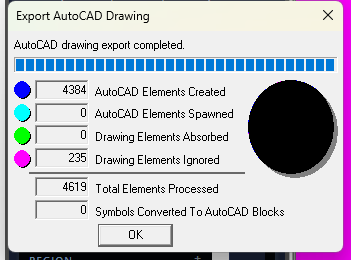 Export AutoCAD Drawing
AutoCAD drawing export completed.
4384 AutoCAD Elements Created
0 AutoCAD Elements Spawned
0 Drawing Elements Absorbed
235 Drawing Elements Ignored
4619 Total Elements Processed
0 Symbols Converted To AutoCAD Blocks
OK
REGION